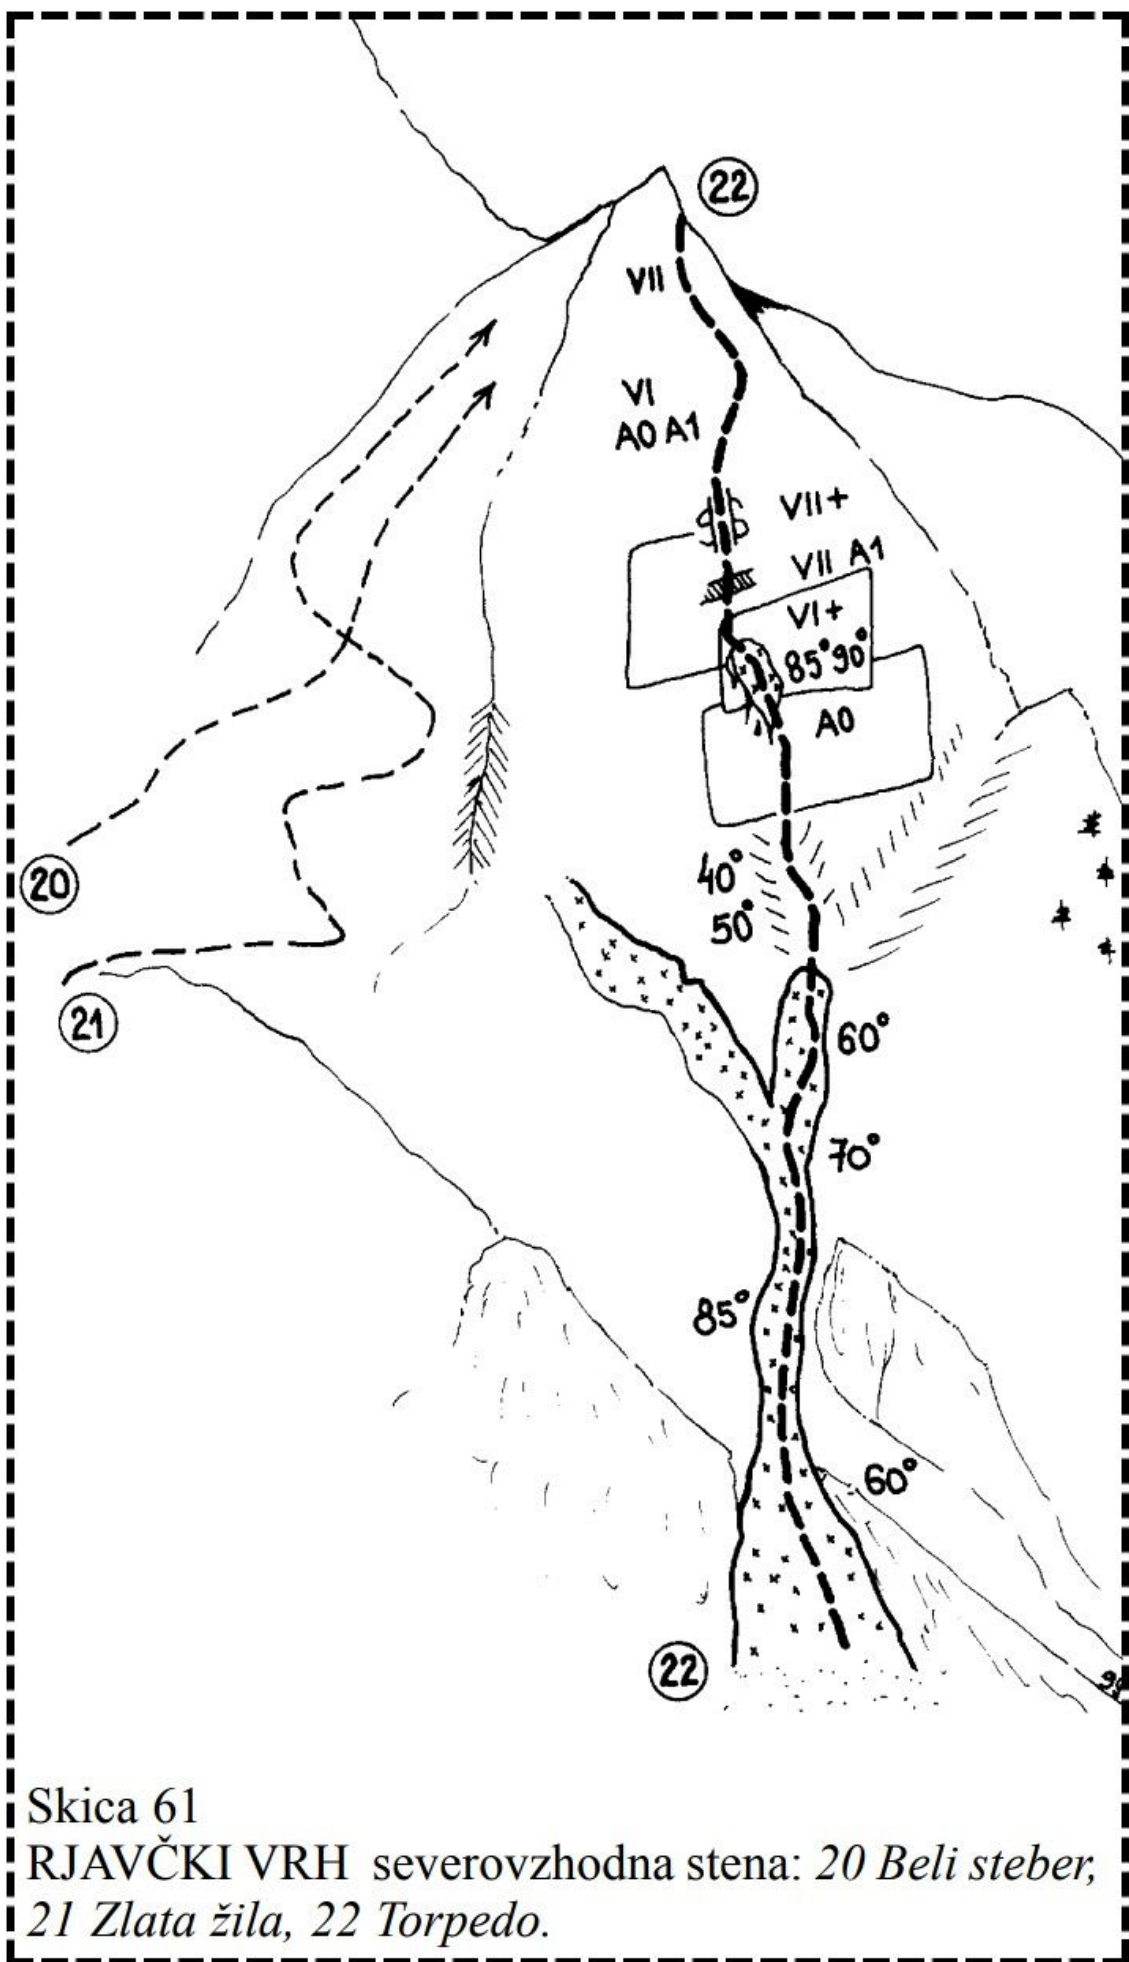 22
VII
VI
A0 A1
VII+
VII A1
VI+
85° 90°
A0
20
40°
50°
21
60°
70°
85°
60°
22
Skica 61
RJAVČKI VRH severovzhodna stena: 20 Beli steber,
21 Zlata žila, 22 Torpedo.